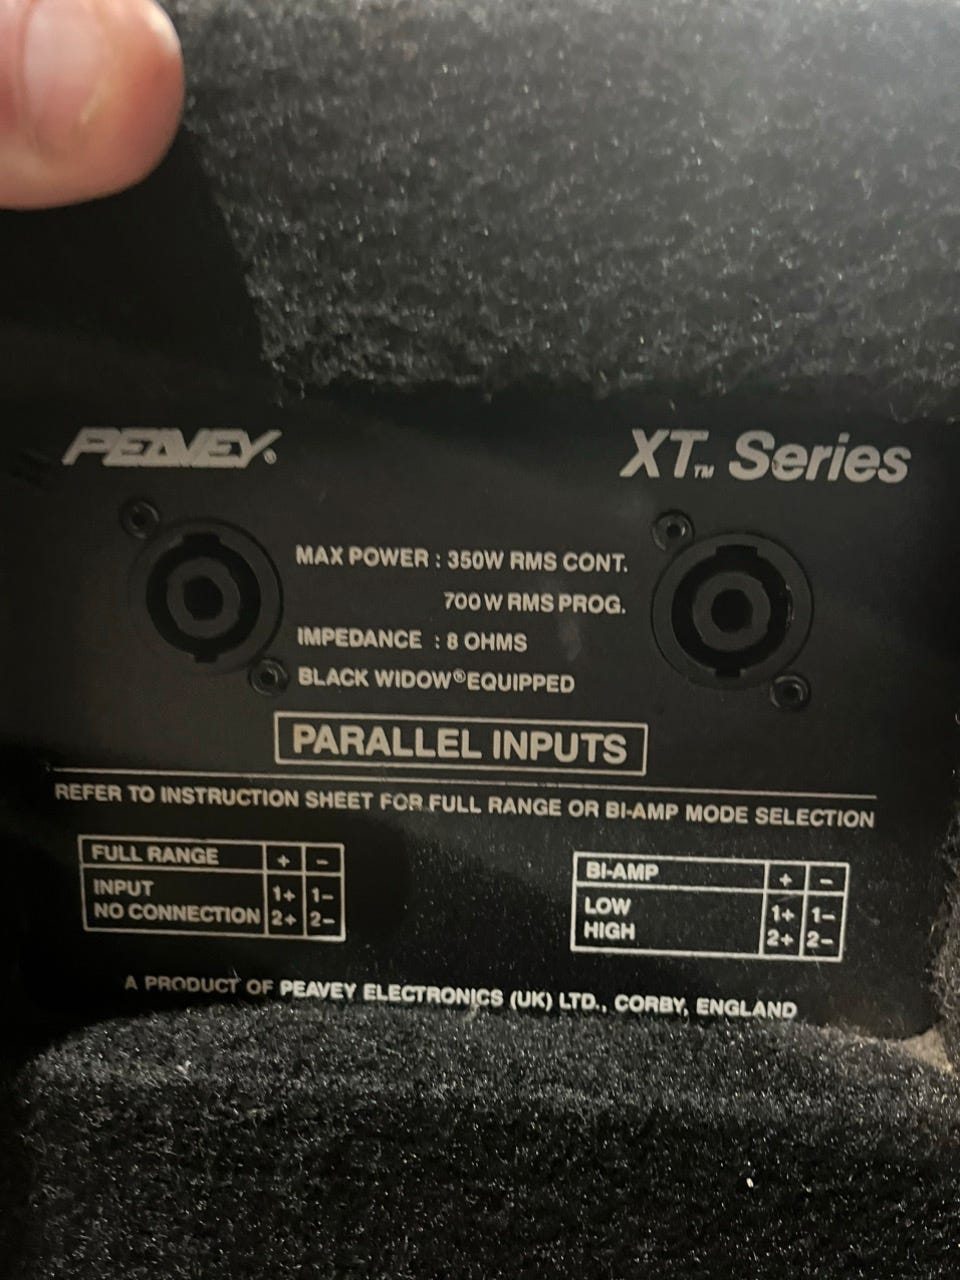 PEAVEY®
XT™ Series
MAX POWER : 350W RMS CONT.
700 W RMS PROG.
IMPEDANCE : 8 OHMS
BLACK WIDOW® EQUIPPED
PARALLEL INPUTS
REFER TO INSTRUCTION SHEET FOR FULL RANGE OR BI-AMP MODE SELECTION
FULL RANGE + −
INPUT 1+ 1−
NO CONNECTION 2+ 2−
BI-AMP + −
LOW 1+ 1−
HIGH 2+ 2−
A PRODUCT OF PEAVEY ELECTRONICS (UK) LTD., CORBY, ENGLAND